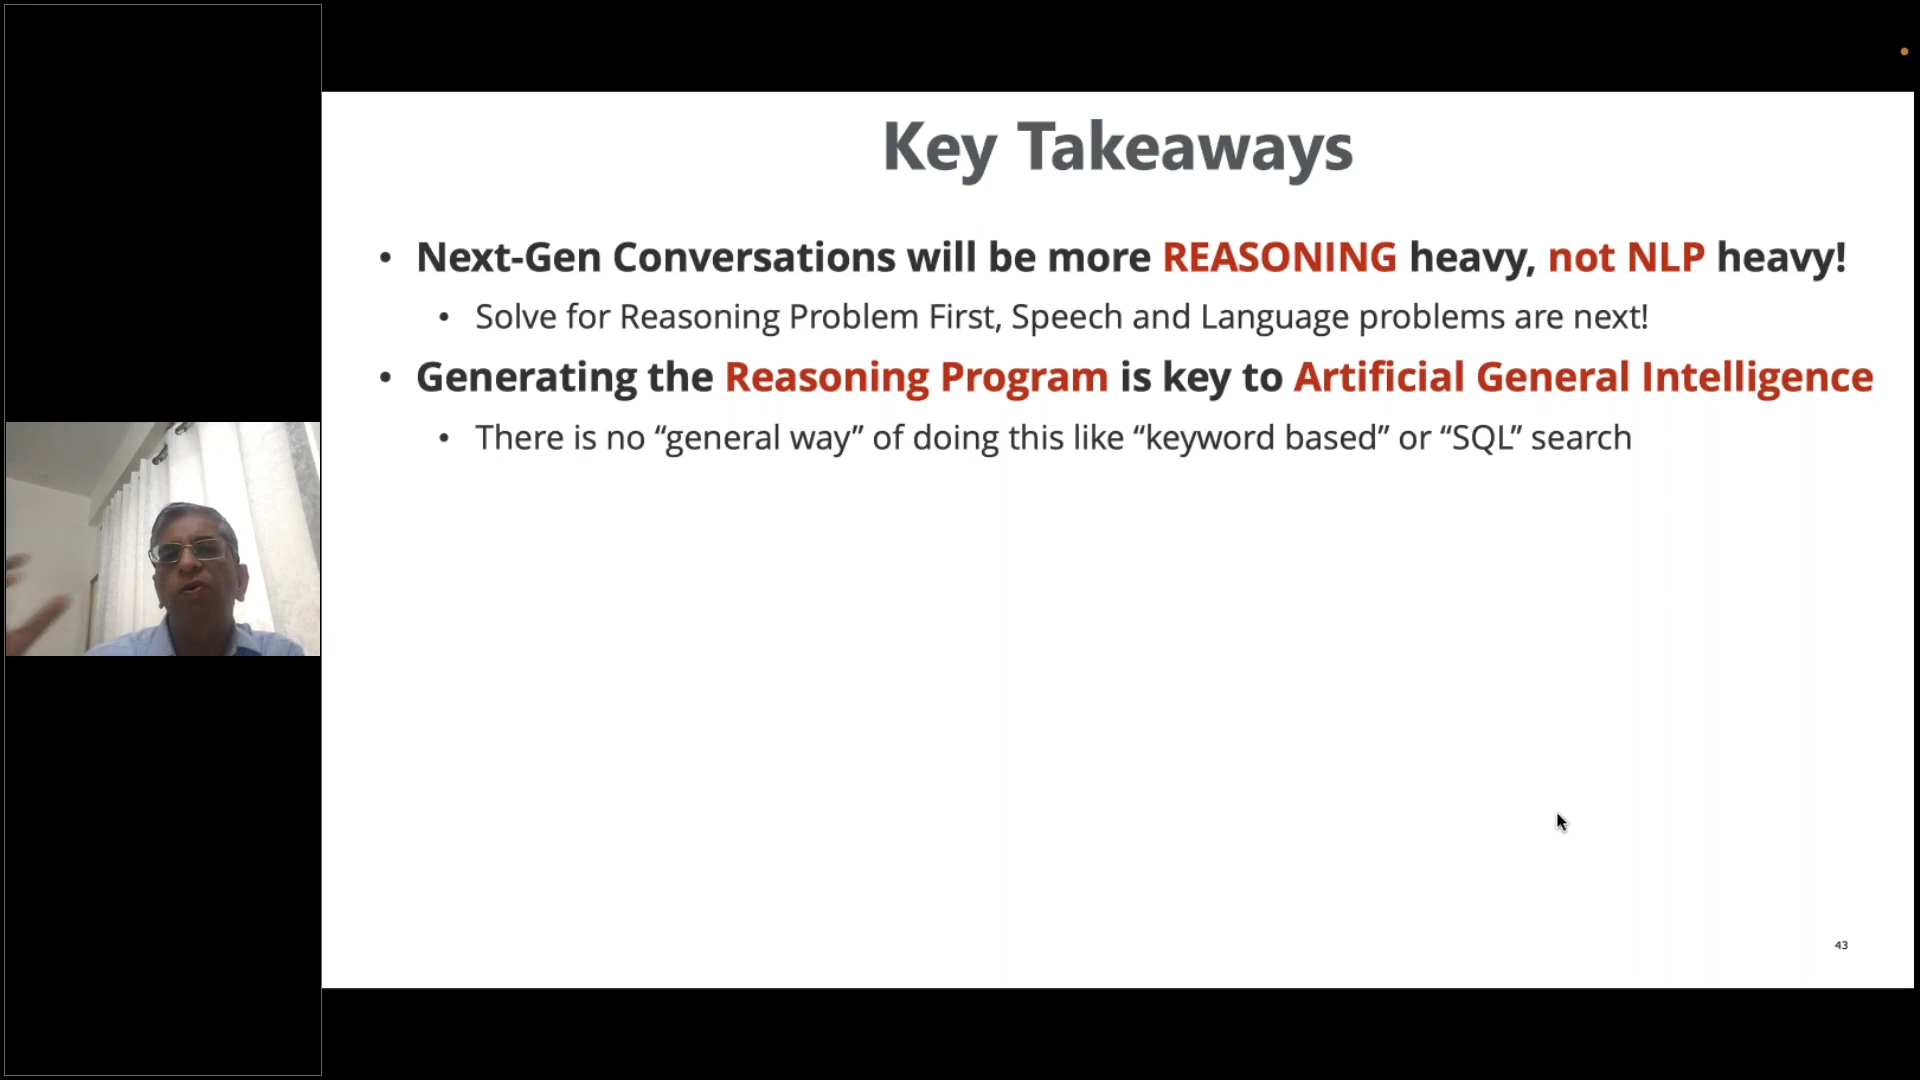 Key Takeaways
• Next-Gen Conversations will be more REASONING heavy, not NLP heavy!
• Solve for Reasoning Problem First, Speech and Language problems are next!
• Generating the Reasoning Program is key to Artificial General Intelligence
• There is no “general way” of doing this like “keyword based” or “SQL” search
43